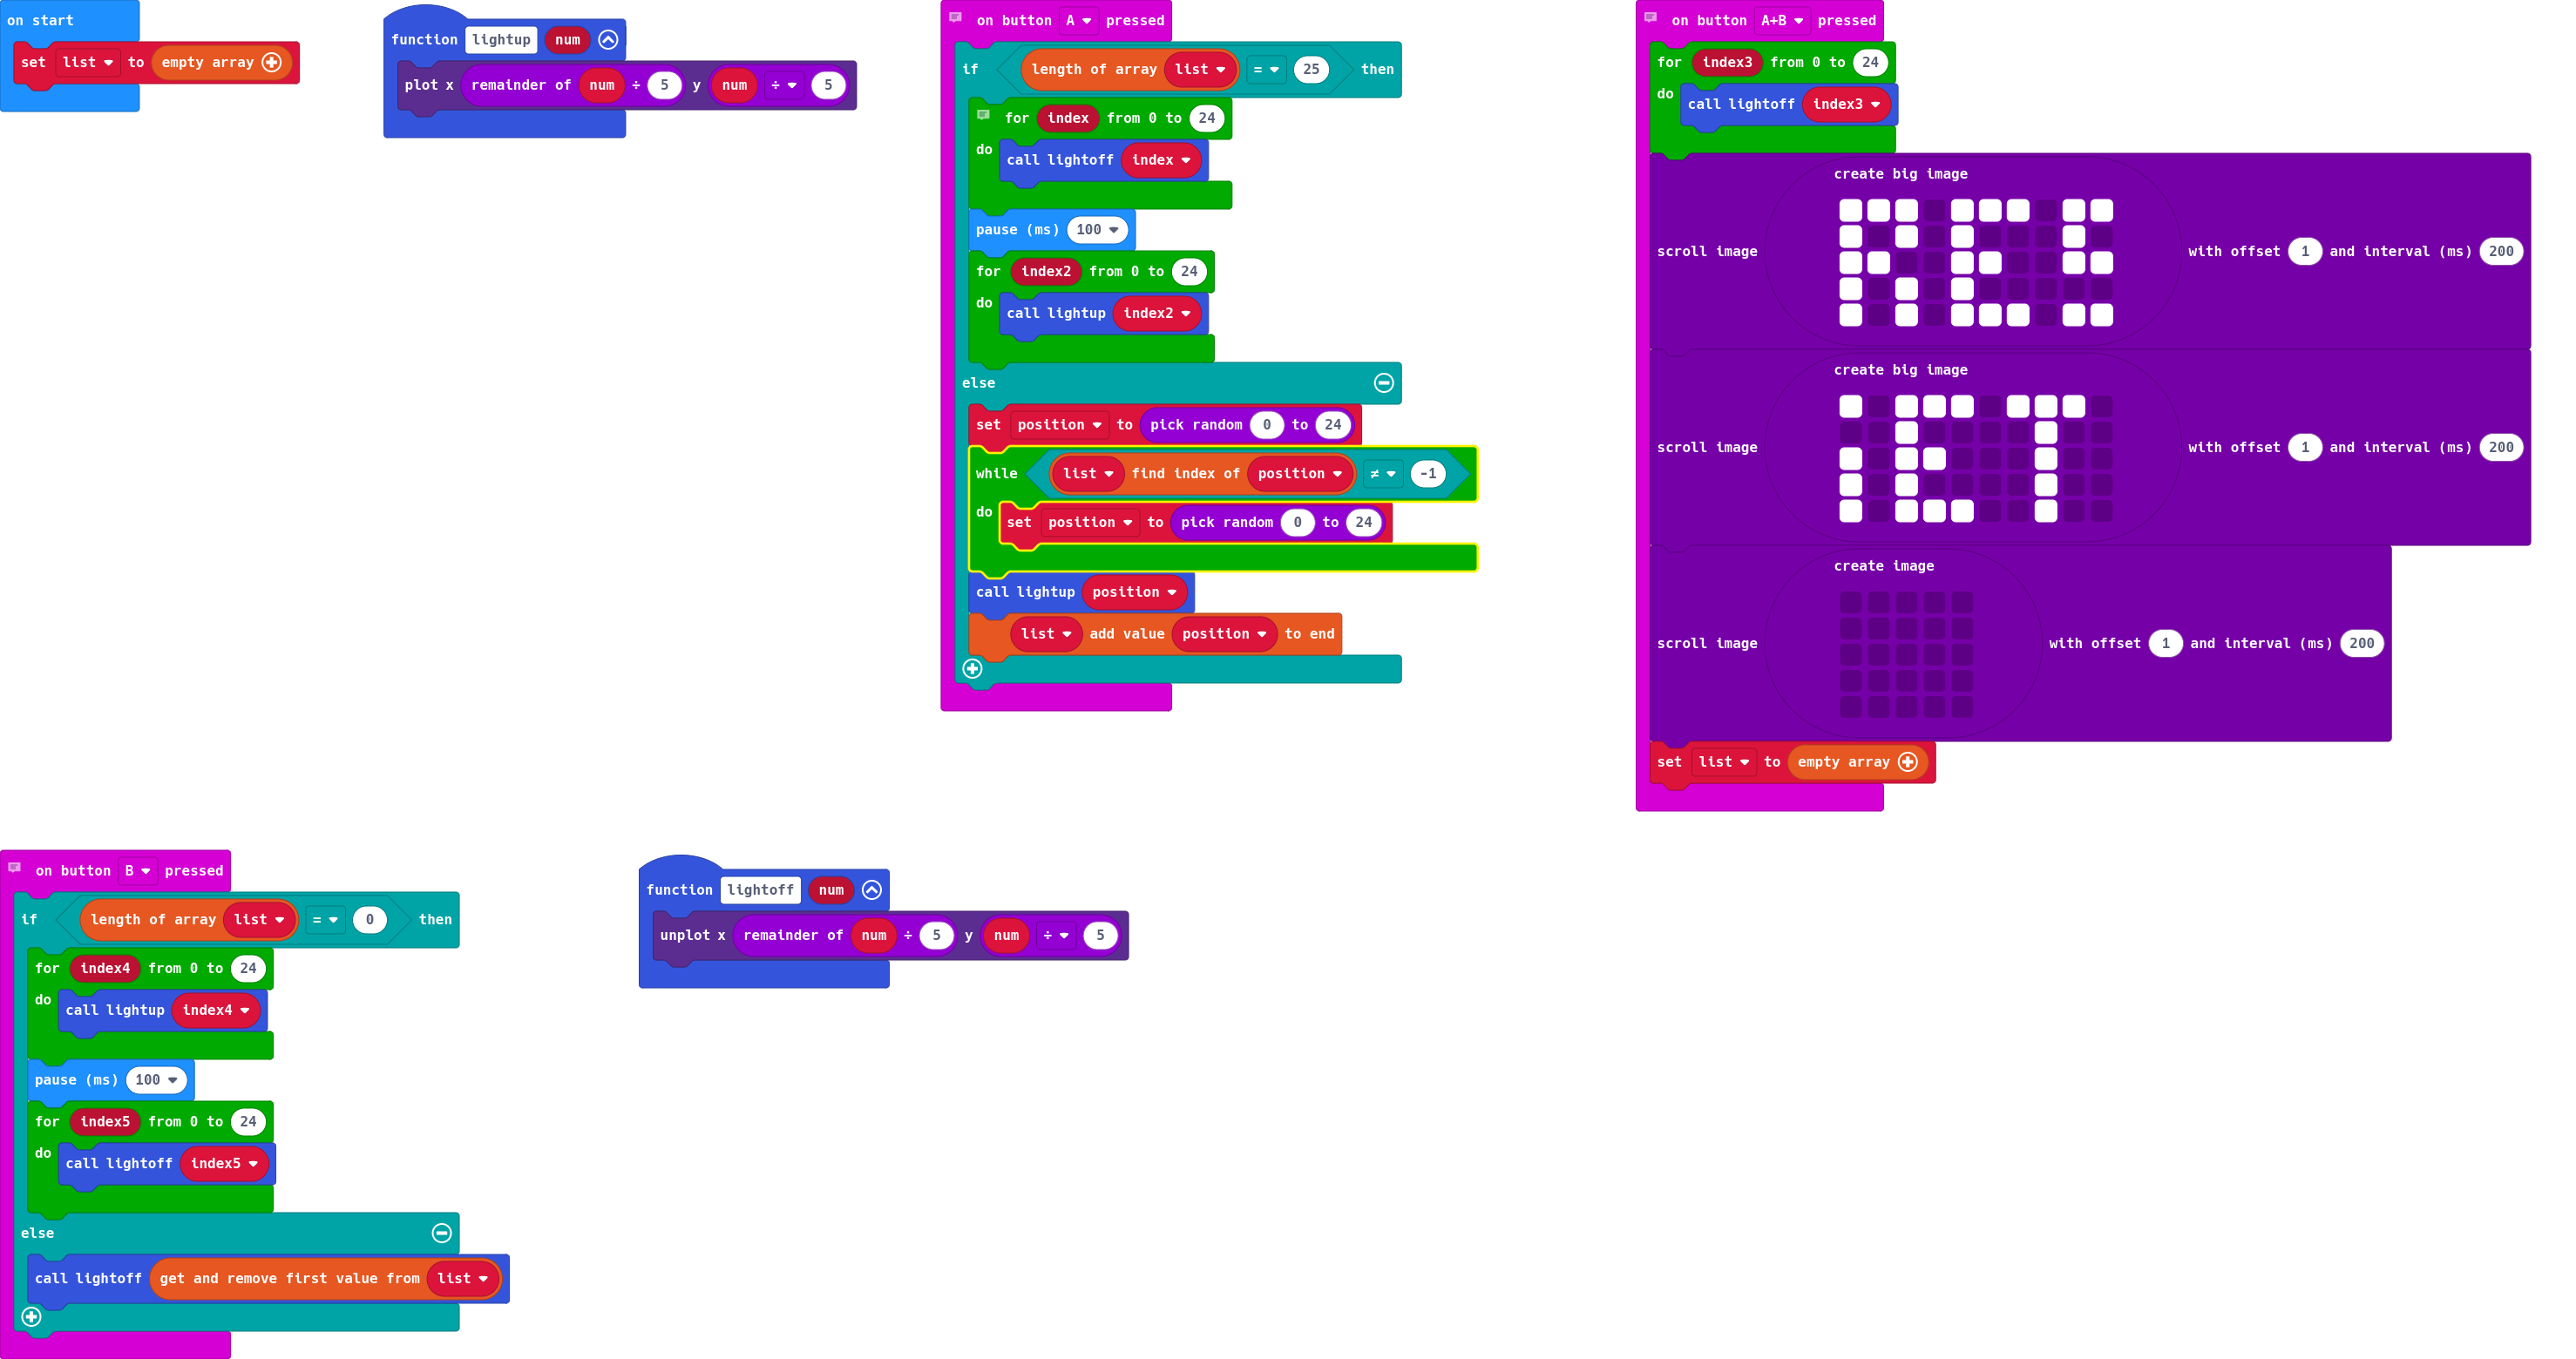 on start
set list to empty array
function lightup num
plot x remainder of num ÷ 5 y num ÷ 5
on button A pressed
if length of array list = 25 then
for index from 0 to 24
do call lightoff index
pause (ms) 100
for index2 from 0 to 24
do call lightup index2
else
set position to pick random 0 to 24
while list find index of position ≠ -1
do set position to pick random 0 to 24
call lightup position
list add value position to end
on button A+B pressed
for index3 from 0 to 24
do call lightoff index3
create big image
scroll image with offset 1 and interval (ms) 200
create big image
scroll image with offset 1 and interval (ms) 200
create image
scroll image with offset 1 and interval (ms) 200
set list to empty array
on button B pressed
if length of array list = 0 then
for index4 from 0 to 24
do call lightup index4
pause (ms) 100
for index5 from 0 to 24
do call lightoff index5
else
call lightoff get and remove first value from list
function lightoff num
unplot x remainder of num ÷ 5 y num ÷ 5